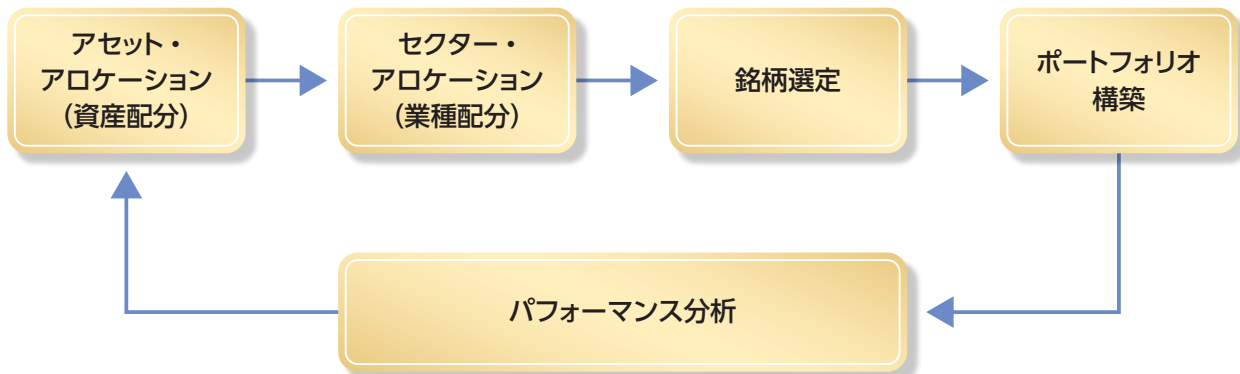 アセット・
アロケーション
(資産配分)
セクター・
アロケーション
(業種配分)
銘柄選定
ポートフォリオ
構築
パフォーマンス分析